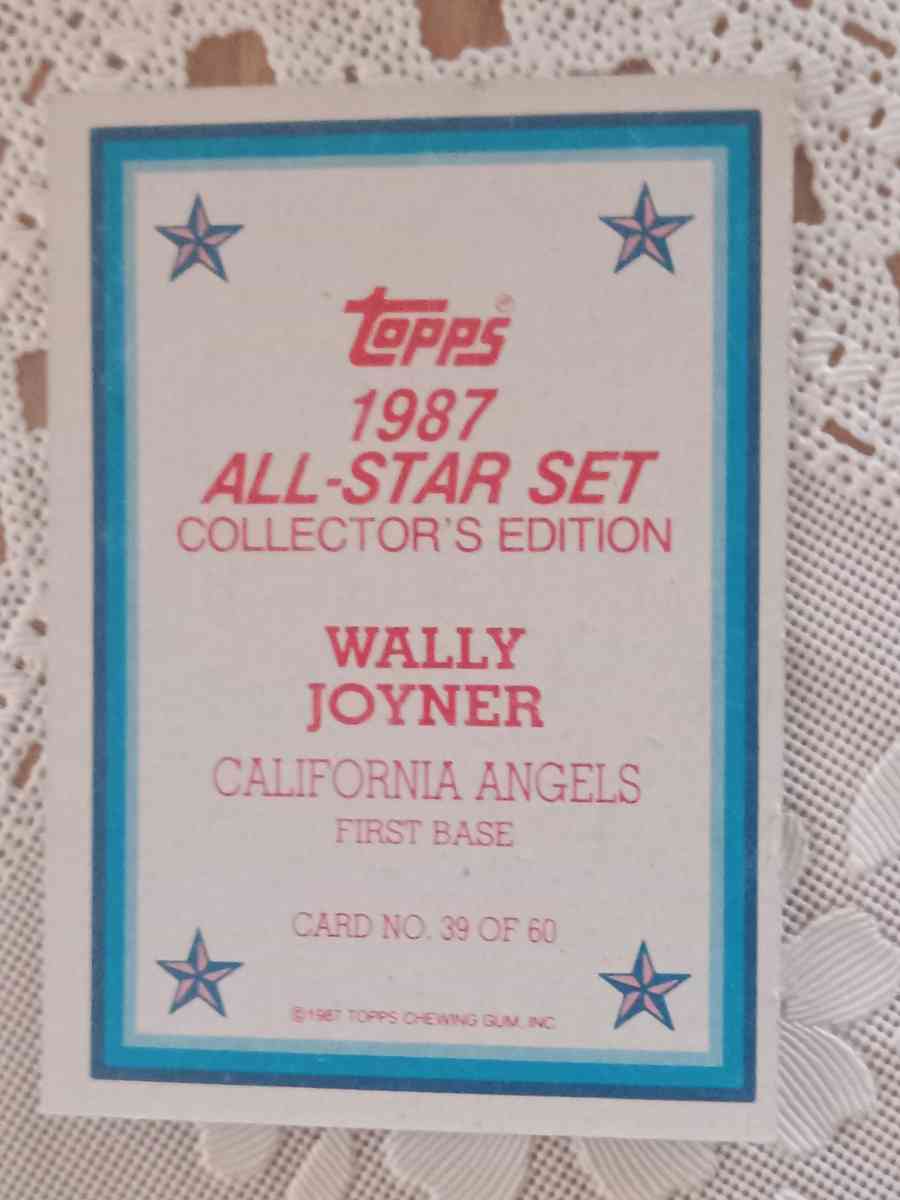 topps®
1987
ALL-STAR SET
COLLECTOR'S EDITION
WALLY
JOYNER
CALIFORNIA ANGELS
FIRST BASE
CARD NO. 39 OF 60
©1987 TOPPS CHEWING GUM, INC.